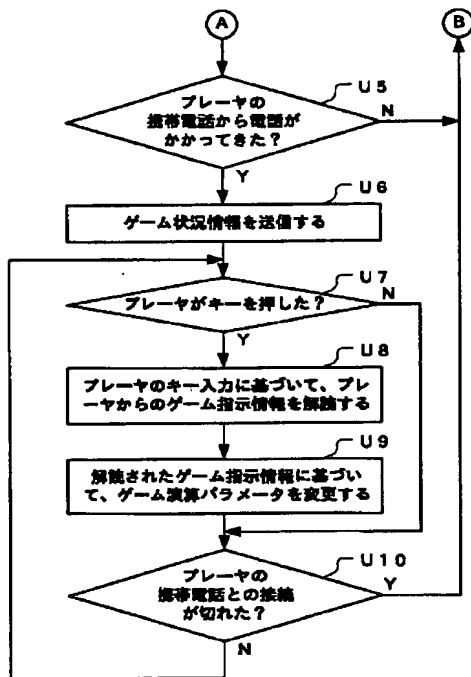 A
B
U5
プレーヤの
携帯電話から電話が
かかってきた？
N
Y
U6
ゲーム状況情報を送信する
U7
プレーヤがキーを押した？
N
Y
U8
プレーヤのキー入力に基づいて、プレ
ーヤからのゲーム指示情報を解読する
U9
解読されたゲーム指示情報に基づい
て、ゲーム演算パラメータを変更する
U10
プレーヤの
携帯電話との接続
が切れた？
Y
N